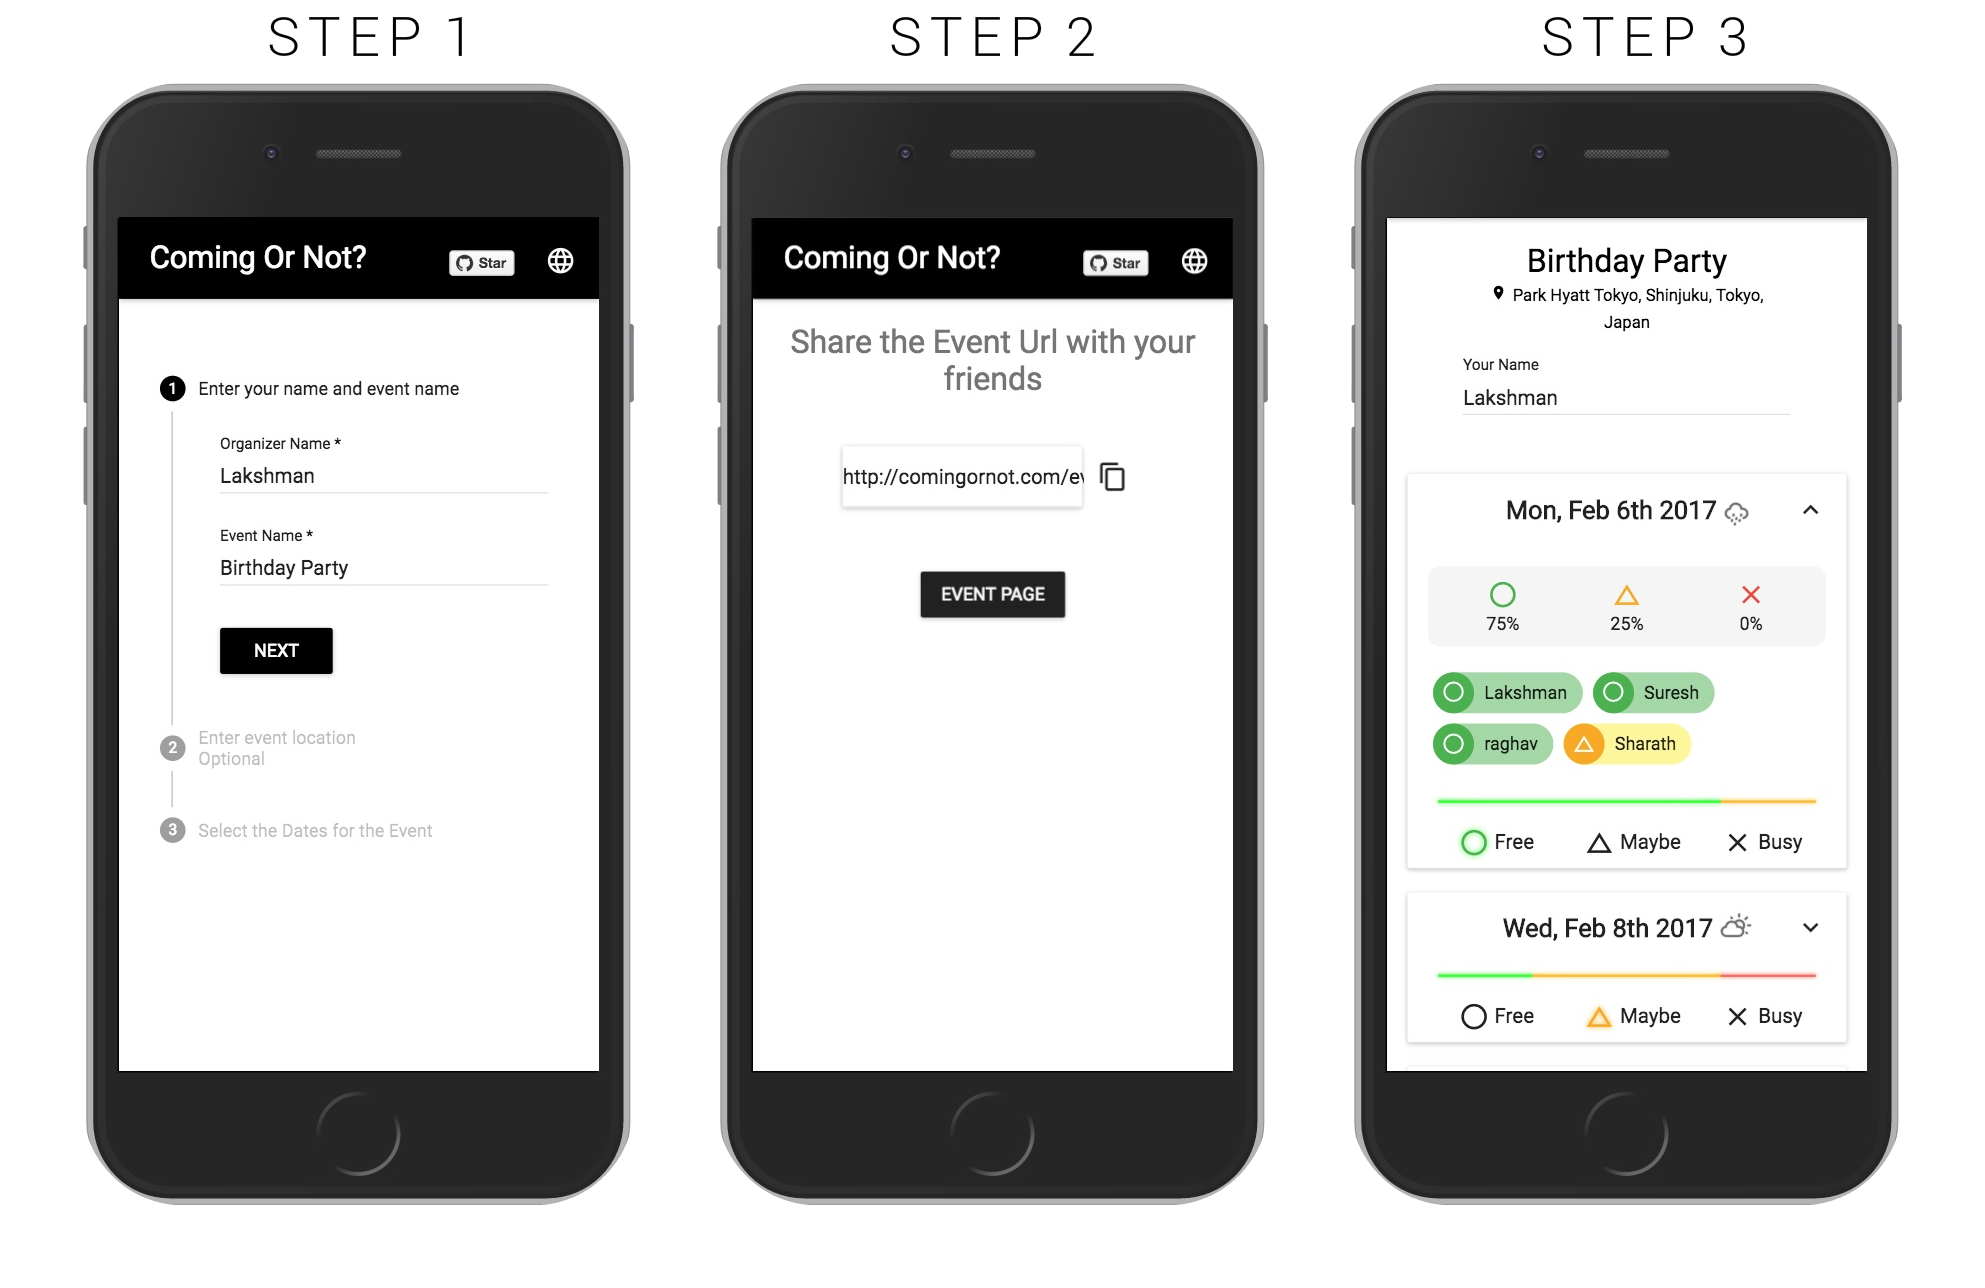 STEP 1
Coming Or Not?
Star
1 Enter your name and event name
Organizer Name *
Lakshman
Event Name *
Birthday Party
NEXT
2 Enter event location
Optional
3 Select the Dates for the Event
STEP 2
Coming Or Not?
Star
Share the Event Url with your
friends
http://comingornot.com/ev
EVENT PAGE
STEP 3
Birthday Party
Park Hyatt Tokyo, Shinjuku, Tokyo,
Japan
Your Name
Lakshman
Mon, Feb 6th 2017
75% 25% 0%
Lakshman Suresh
raghav Sharath
Free Maybe Busy
Wed, Feb 8th 2017
Free Maybe Busy